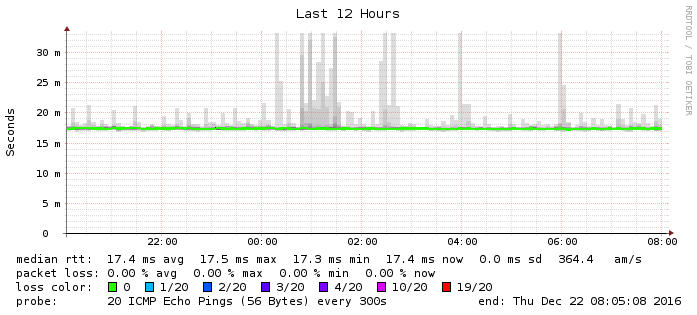 Last 12 Hours
RRDTOOL / TOBI OETIKER
Seconds
30 m
25 m
20 m
15 m
10 m
5 m
0
22:00 00:00 02:00 04:00 06:00 08:00
median rtt: 17.4 ms avg 17.5 ms max 17.3 ms min 17.4 ms now 0.0 ms sd 364.4 am/s
packet loss: 0.00 % avg 0.00 % max 0.00 % min 0.00 % now
loss color: 0 1/20 2/20 3/20 4/20 10/20 19/20
probe: 20 ICMP Echo Pings (56 Bytes) every 300s end: Thu Dec 22 08:05:08 2016